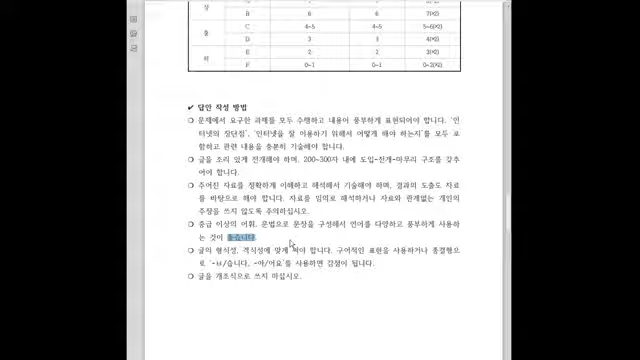 상
B 6 6 7(×2)
중 C 4~5 4~5 5~6(×2)
D 3 3 4(×2)
하 E 2 2 3(×2)
F 0~1 0~1 0~2(×2)
✔ 답안 작성 방법
❍ 문제에서 요구한 과제를 모두 수행하고 내용이 풍부하게 표현되어야 합니다. '인
터넷의 장단점', '인터넷을 잘 이용하기 위해서 어떻게 해야 하는지'를 모두 포
함하고 관련 내용을 충분히 기술해야 합니다.
❍ 글을 조리 있게 전개해야 하며, 200~300자 내에 도입-전개-마무리 구조를 갖추
어야 합니다.
❍ 주어진 자료를 정확하게 이해하고 해석해서 기술해야 하며, 결과의 도출도 자료
를 바탕으로 해야 합니다. 자료를 임의로 해석하거나 자료와 관계없는 개인의
주장을 쓰지 않도록 주의하십시오.
❍ 중급 이상의 어휘, 문법으로 문장을 구성해서 언어를 다양하고 풍부하게 사용하
는 것이 좋습니다.
❍ 글의 형식성, 격식성에 맞게 써야 합니다. 구어적인 표현을 사용하거나 종결형으
로 '-ㅂ/습니다, -아/어요'를 사용하면 감점이 됩니다.
❍ 글을 개조식으로 쓰지 마십시오.